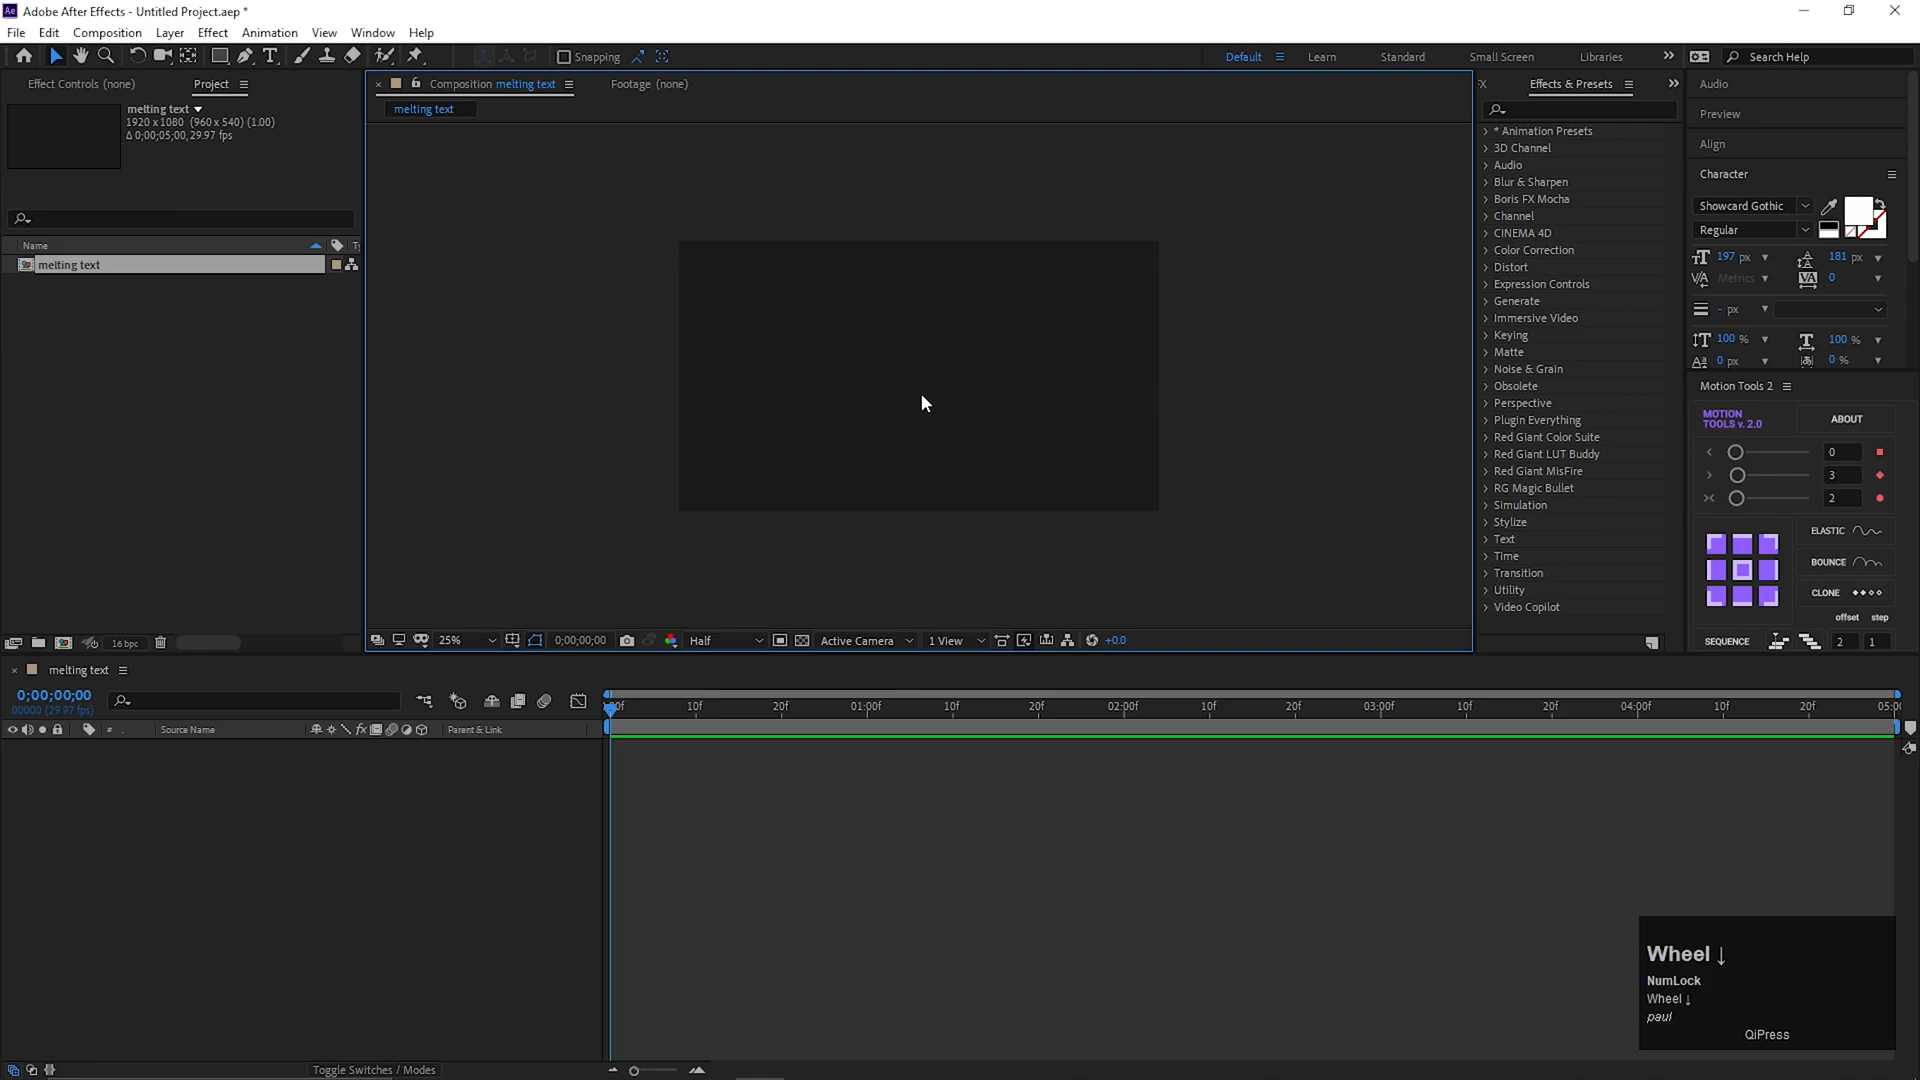 Adobe After Effects - Untitled Project.aep *
File Edit Composition Layer Effect Animation View Window Help
Snapping
Default Learn Standard Small Screen Libraries Search Help
Effect Controls (none) Project
melting text
1920 x 1080 (960 x 540) (1.00)
Δ 0;00;05;00, 29.97 fps
Name
melting text
16 bpc
Composition melting text
Footage (none)
melting text
25% 0;00;00;00 Half Active Camera 1 View +0.0
Effects & Presets
* Animation Presets
3D Channel
Audio
Blur & Sharpen
Boris FX Mocha
Channel
CINEMA 4D
Color Correction
Distort
Expression Controls
Generate
Immersive Video
Keying
Matte
Noise & Grain
Obsolete
Perspective
Plugin Everything
Red Giant Color Suite
Red Giant LUT Buddy
Red Giant MisFire
RG Magic Bullet
Simulation
Stylize
Text
Time
Transition
Utility
Video Copilot
Audio
Preview
Align
Character
Showcard Gothic
Regular
197 px 181 px
Metrics 0
- px
100 % 100 %
0 px 0 %
Motion Tools 2
MOTION
TOOLS v. 2.0
ABOUT
0
3
2
ELASTIC
BOUNCE
CLONE
offset step
SEQUENCE 2 1
melting text
0;00;00;00
00000 (29.97 fps)
# Source Name fx Parent & Link
:00f 10f 20f 01:00f 10f 20f 02:00f 10f 20f 03:00f 10f 20f 04:00f 10f 20f 05:00
Toggle Switches / Modes
Wheel ↓
NumLock
Wheel ↓
paul
QiPress